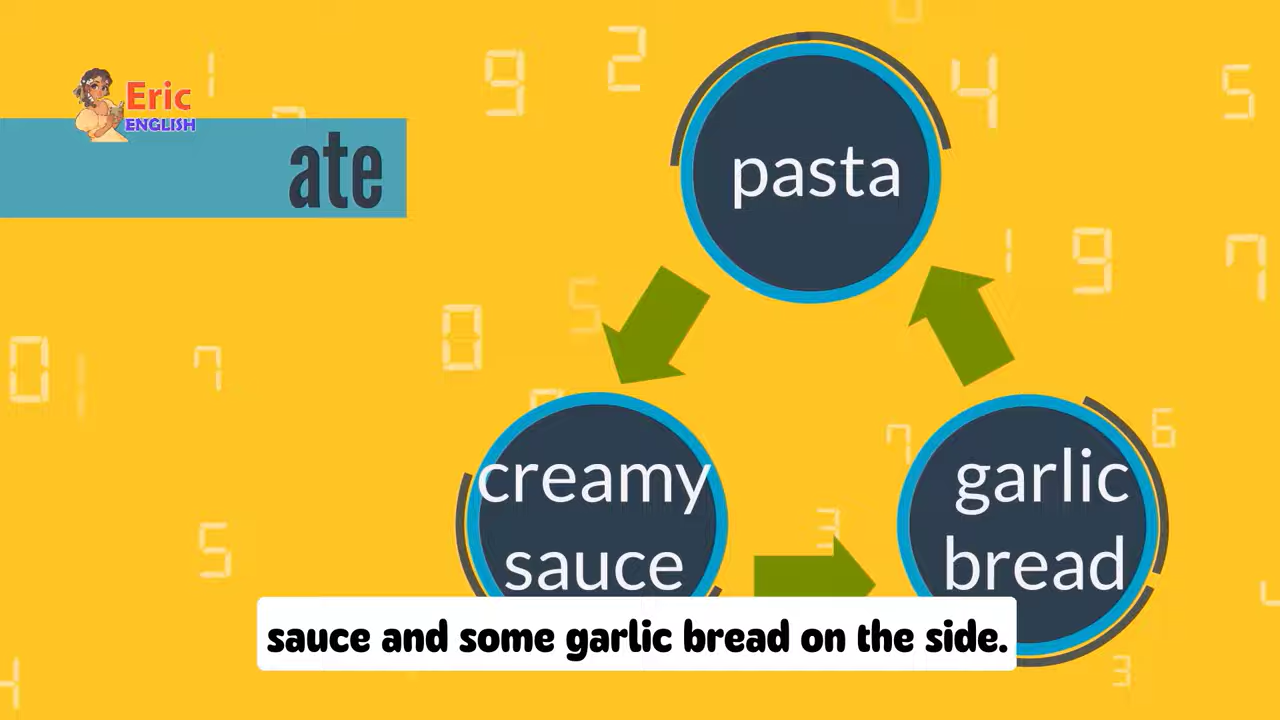 Eric
ENGLISH
ate
pasta
creamy
sauce
garlic
bread
sauce and some garlic bread on the side.